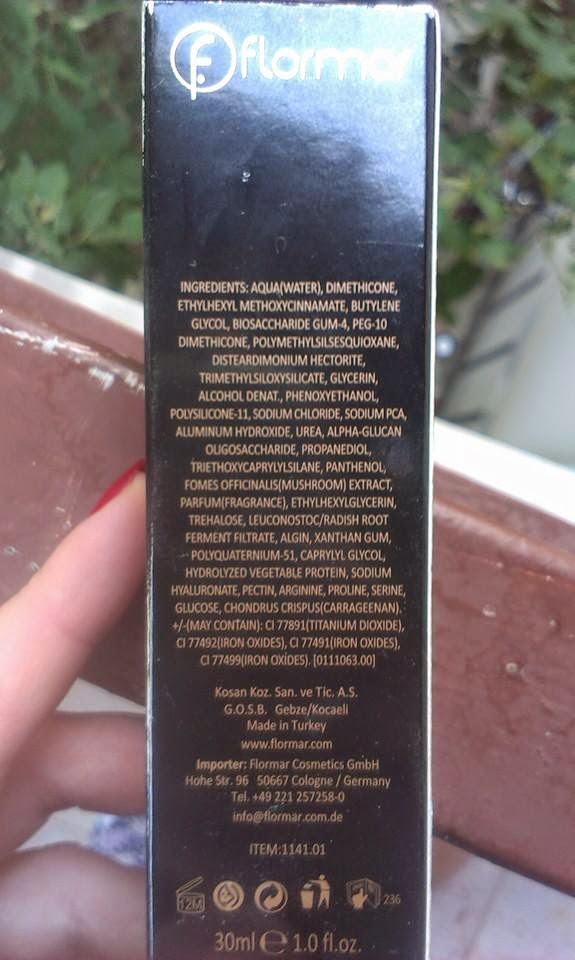 flormar
INGREDIENTS: AQUA(WATER), DIMETHICONE,
ETHYLHEXYL METHOXYCINNAMATE, BUTYLENE
GLYCOL, BIOSACCHARIDE GUM-4, PEG-10
DIMETHICONE, POLYMETHYLSILSESQUIOXANE,
DISTEARDIMONIUM HECTORITE,
TRIMETHYLSILOXYSILICATE, GLYCERIN,
ALCOHOL DENAT., PHENOXYETHANOL,
POLYSILICONE-11, SODIUM CHLORIDE, SODIUM PCA,
ALUMINUM HYDROXIDE, UREA, ALPHA-GLUCAN
OLIGOSACCHARIDE, PROPANEDIOL,
TRIETHOXYCAPRYLYLSILANE, PANTHENOL,
FOMES OFFICINALIS(MUSHROOM) EXTRACT,
PARFUM(FRAGRANCE), ETHYLHEXYLGLYCERIN,
TREHALOSE, LEUCONOSTOC/RADISH ROOT
FERMENT FILTRATE, ALGIN, XANTHAN GUM,
POLYQUATERNIUM-51, CAPRYLYL GLYCOL,
HYDROLYZED VEGETABLE PROTEIN, SODIUM
HYALURONATE, PECTIN, ARGININE, PROLINE, SERINE,
GLUCOSE, CHONDRUS CRISPUS(CARRAGEENAN).
+/-(MAY CONTAIN): CI 77891(TITANIUM DIOXIDE),
CI 77492(IRON OXIDES), CI 77491(IRON OXIDES),
CI 77499(IRON OXIDES). [0111063.00]
Kosan Koz. San. ve Tic. A.S.
G.O.S.B. Gebze/Kocaeli
Made in Turkey
www.flormar.com
Importer: Flormar Cosmetics GmbH
Hohe Str. 96 50667 Cologne / Germany
Tel. +49 221 257258-0
info@flormar.com.de
ITEM:1141.01
12M 236
30ml e 1.0 fl.oz.